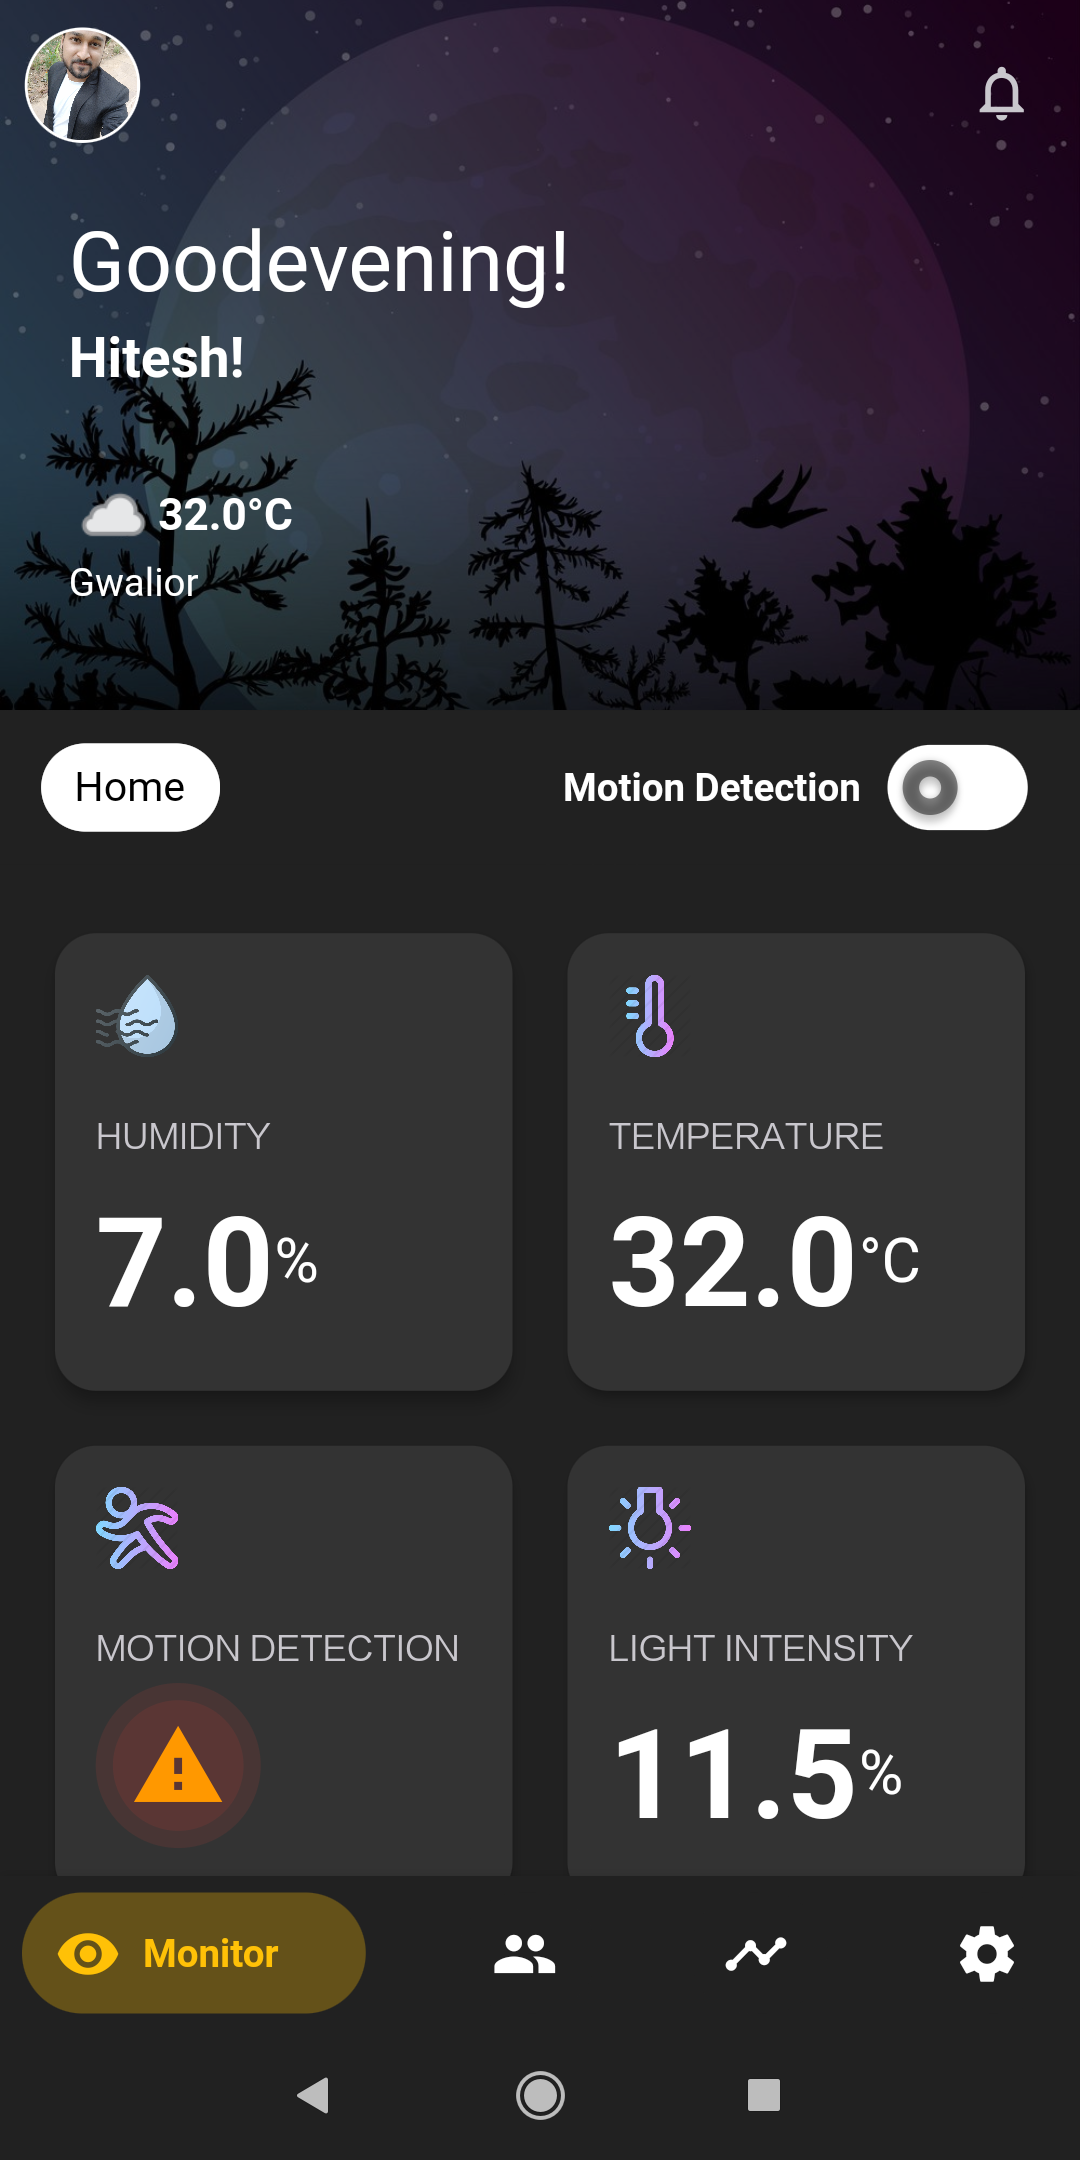 Goodevening!
Hitesh!
32.0°C
Gwalior
Home
Motion Detection
HUMIDITY
7.0%
TEMPERATURE
32.0°C
MOTION DETECTION
LIGHT INTENSITY
11.5%
Monitor